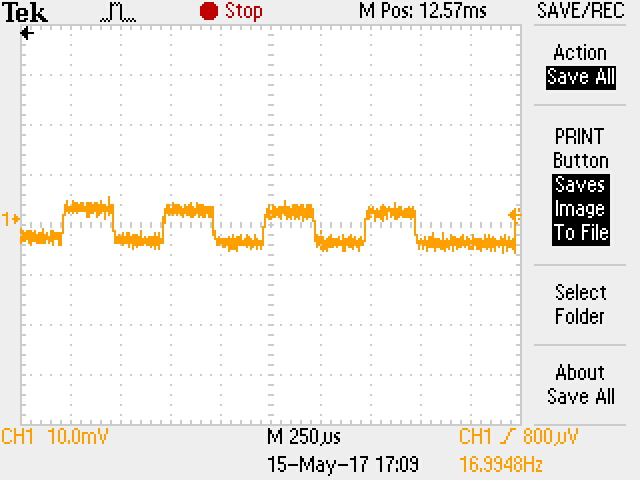 Tek Stop M Pos: 12.57ms SAVE/REC
Action
Save All
PRINT
Button
Saves
Image
To File
1
Select
Folder
About
Save All
CH1 10.0mV M 250µs CH1 800µV
15-May-17 17:09 16.9948Hz